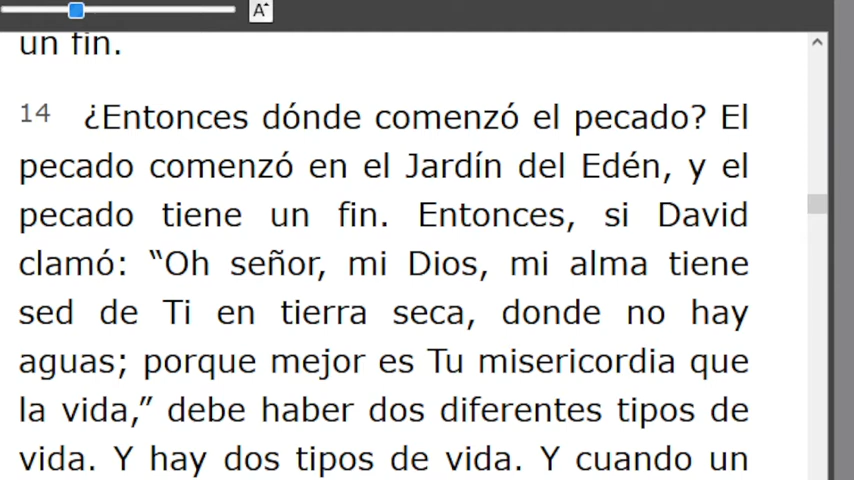 A
un fin.
14 ¿Entonces dónde comenzó el pecado? El
pecado comenzó en el Jardín del Edén, y el
pecado tiene un fin. Entonces, si David
clamó: “Oh señor, mi Dios, mi alma tiene
sed de Ti en tierra seca, donde no hay
aguas; porque mejor es Tu misericordia que
la vida,” debe haber dos diferentes tipos de
vida. Y hay dos tipos de vida. Y cuando un